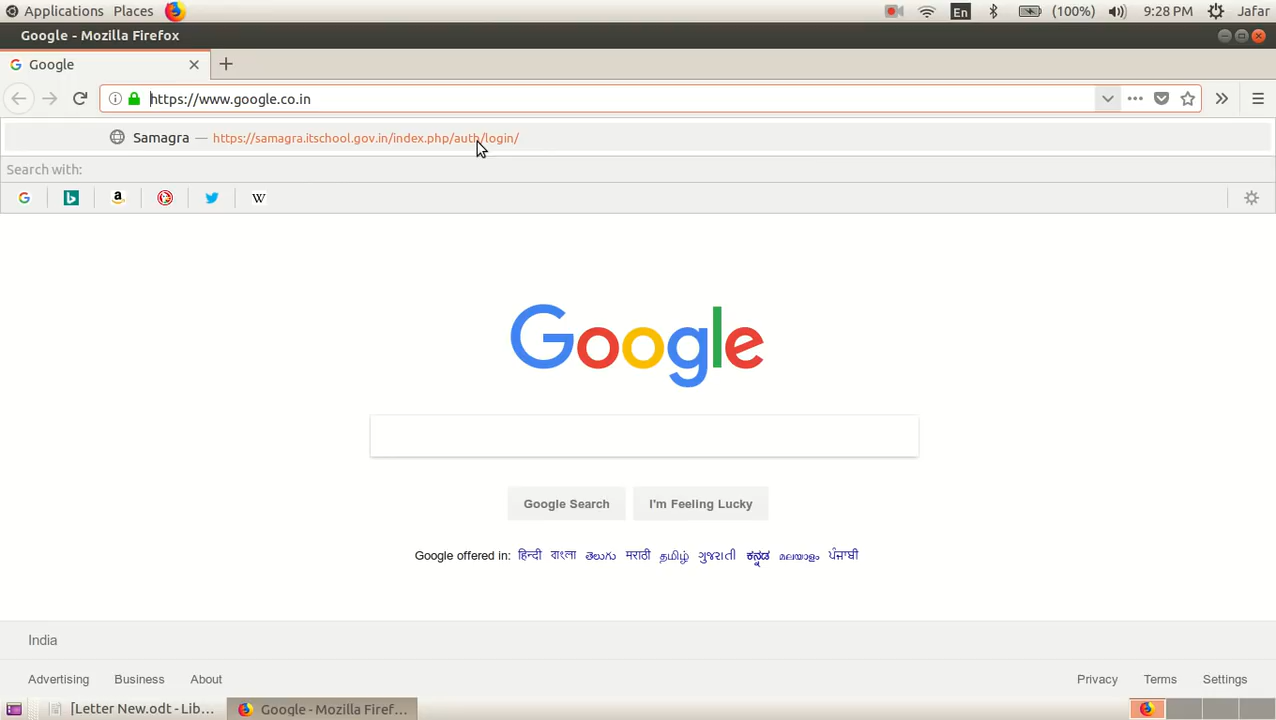 Applications Places En (100%) 9:28 PM Jafar
Google - Mozilla Firefox
Google
https://www.google.co.in
Samagra — https://samagra.itschool.gov.in/index.php/auth/login/
Search with:
Google
Google Search I'm Feeling Lucky
Google offered in: हिन्दी বাংলা తెలుగు मराठी தமிழ் ગુજરાતી ಕನ್ನಡ മലയാളം ਪੰਜਾਬੀ
India
Advertising Business About Privacy Terms Settings
[Letter New.odt - Lib... Google - Mozilla Firef...